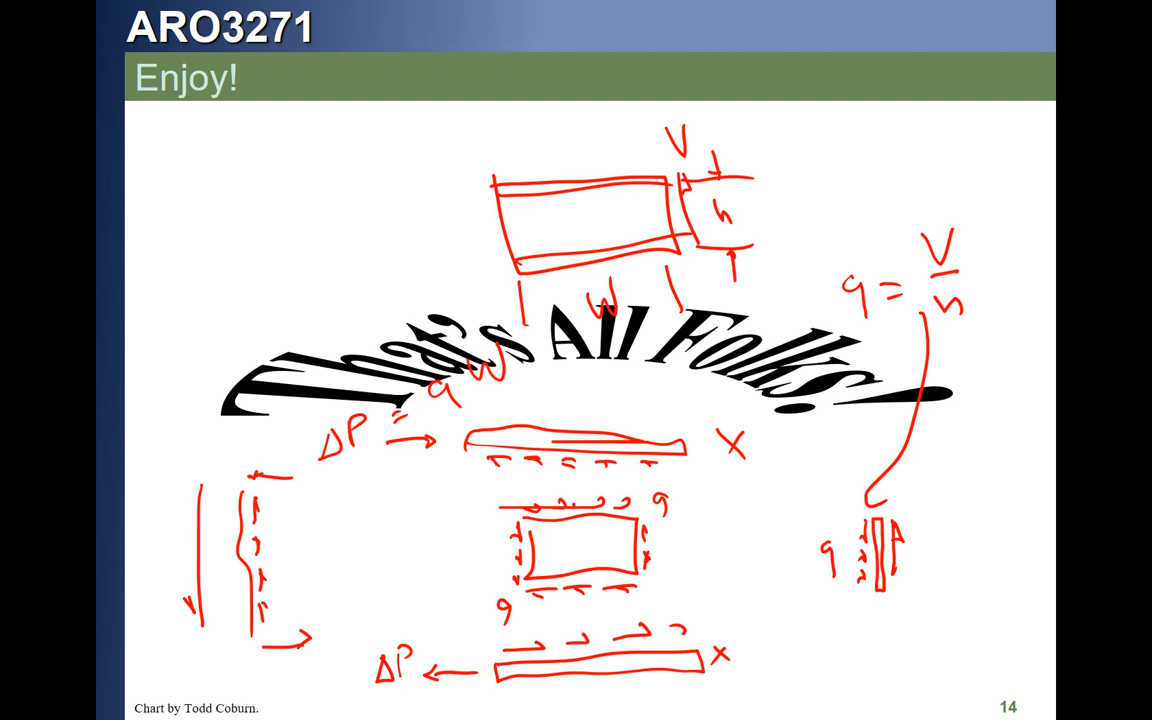 ARO3271
Enjoy!
V
h
W
q = V/h
That's All Folks!
ΔP = qW
X
q
q
q
ΔP
X
Chart by Todd Coburn.
14